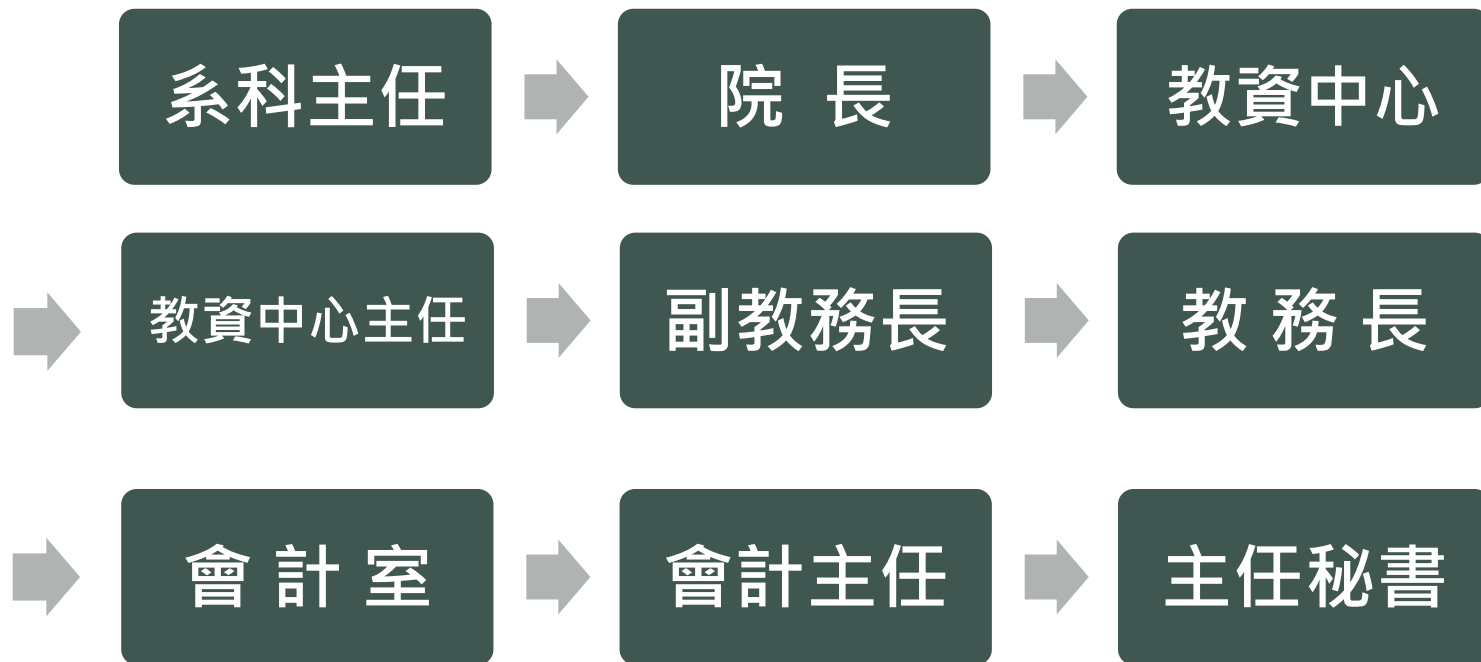 系科主任
院 長
教資中心
教資中心主任
副教務長
教 務 長
會 計 室
會計主任
主任秘書